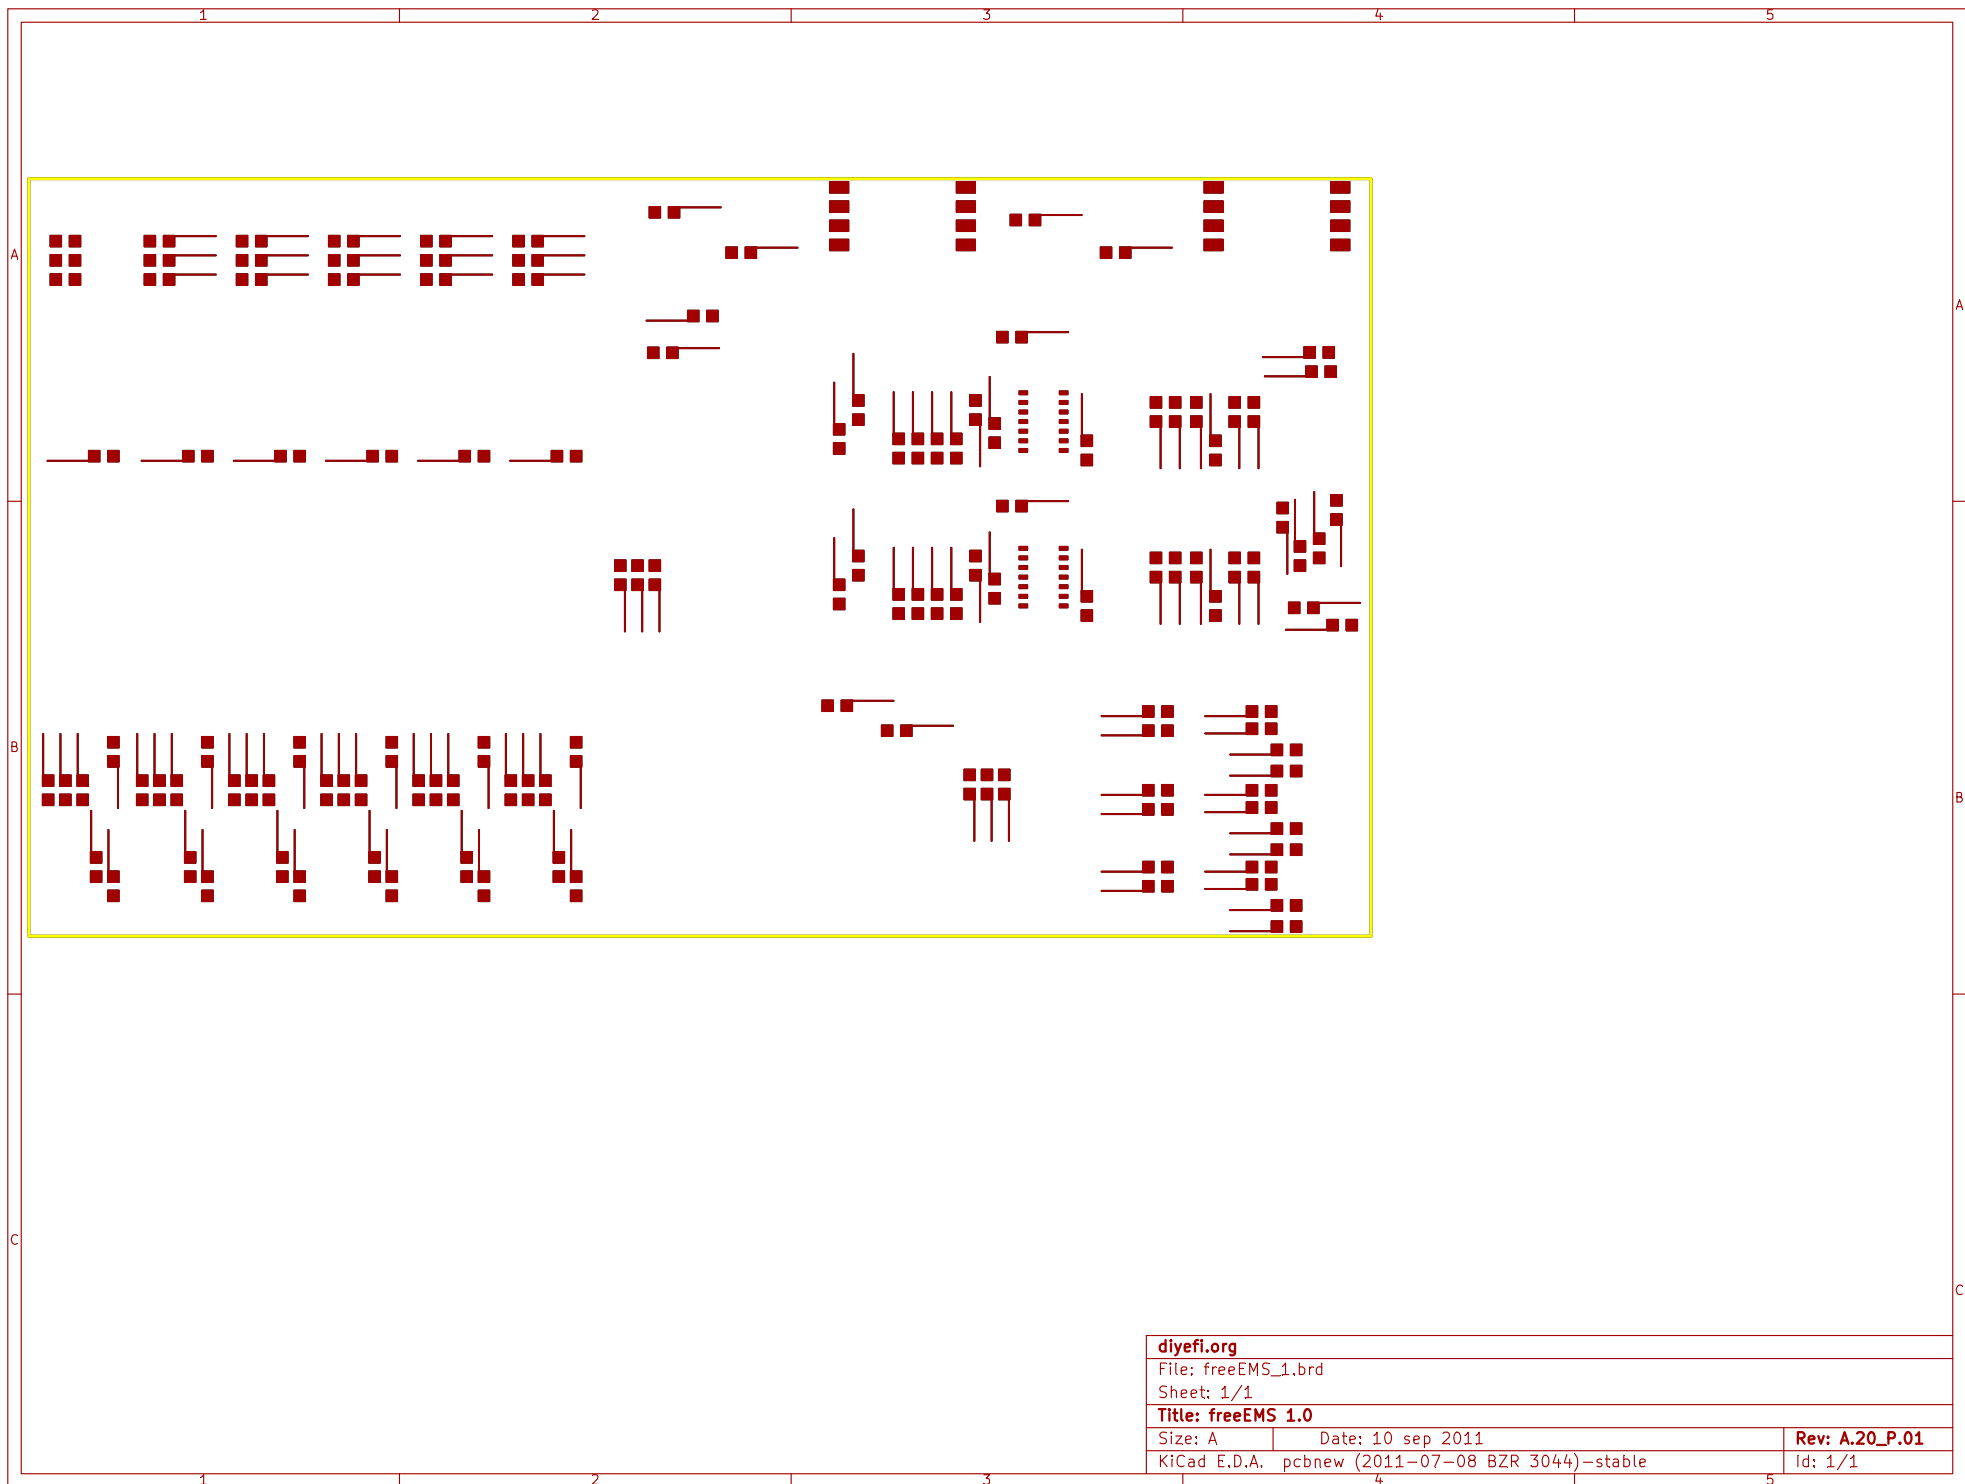 1 2 3 4 5
A A
B B
C C
diyefi.org
File: freeEMS_1.brd
Sheet: 1/1
Title: freeEMS 1.0
Size: A Date: 10 sep 2011 Rev: A.20_P.01
KiCad E.D.A. pcbnew (2011-07-08 BZR 3044)-stable Id: 1/1
1 2 3 4 5